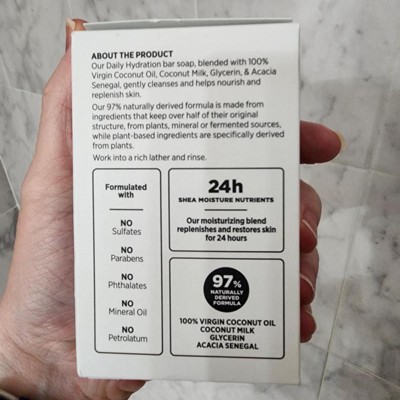 ABOUT THE PRODUCT
Our Daily Hydration bar soap, blended with 100%
Virgin Coconut Oil, Coconut Milk, Glycerin, & Acacia
Senegal, gently cleanses and helps nourish and
replenish skin.
Our 97% naturally derived formula is made from
ingredients that keep over half of their original
structure, from plants, mineral or fermented sources,
while plant-based ingredients are specifically derived
from plants.
Work into a rich lather and rinse.
Formulated
with
NO
Sulfates
NO
Parabens
NO
Phthalates
NO
Mineral Oil
NO
Petrolatum
24h
SHEA MOISTURE NUTRIENTS
Our moisturizing blend
replenishes and restores skin
for 24 hours
97%
NATURALLY
DERIVED
FORMULA
100% VIRGIN COCONUT OIL
COCONUT MILK
GLYCERIN
ACACIA SENEGAL